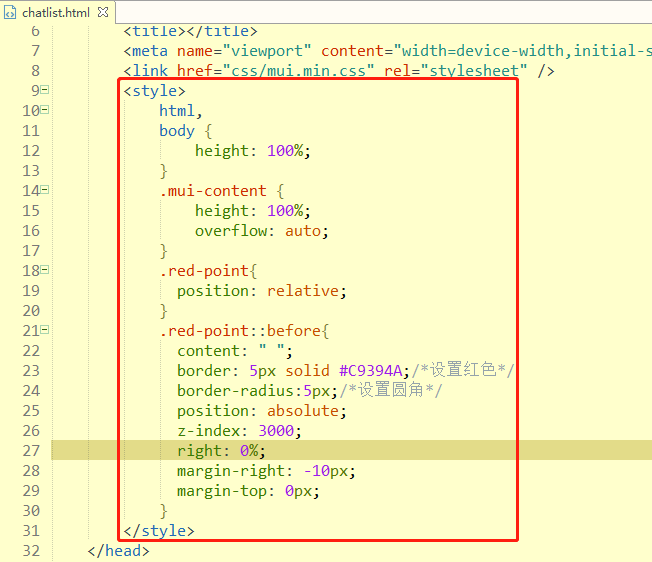 chatlist.html
6 <title></title>
7 <meta name="viewport" content="width=device-width,initial-s
8 <link href="css/mui.min.css" rel="stylesheet" />
9 <style>
10 html,
11 body {
12 height: 100%;
13 }
14 .mui-content {
15 height: 100%;
16 overflow: auto;
17 }
18 .red-point{
19 position: relative;
20 }
21 .red-point::before{
22 content: " ";
23 border: 5px solid #C9394A;/*设置红色*/
24 border-radius:5px;/*设置圆角*/
25 position: absolute;
26 z-index: 3000;
27 right: 0%;
28 margin-right: -10px;
29 margin-top: 0px;
30 }
31 </style>
32 </head>